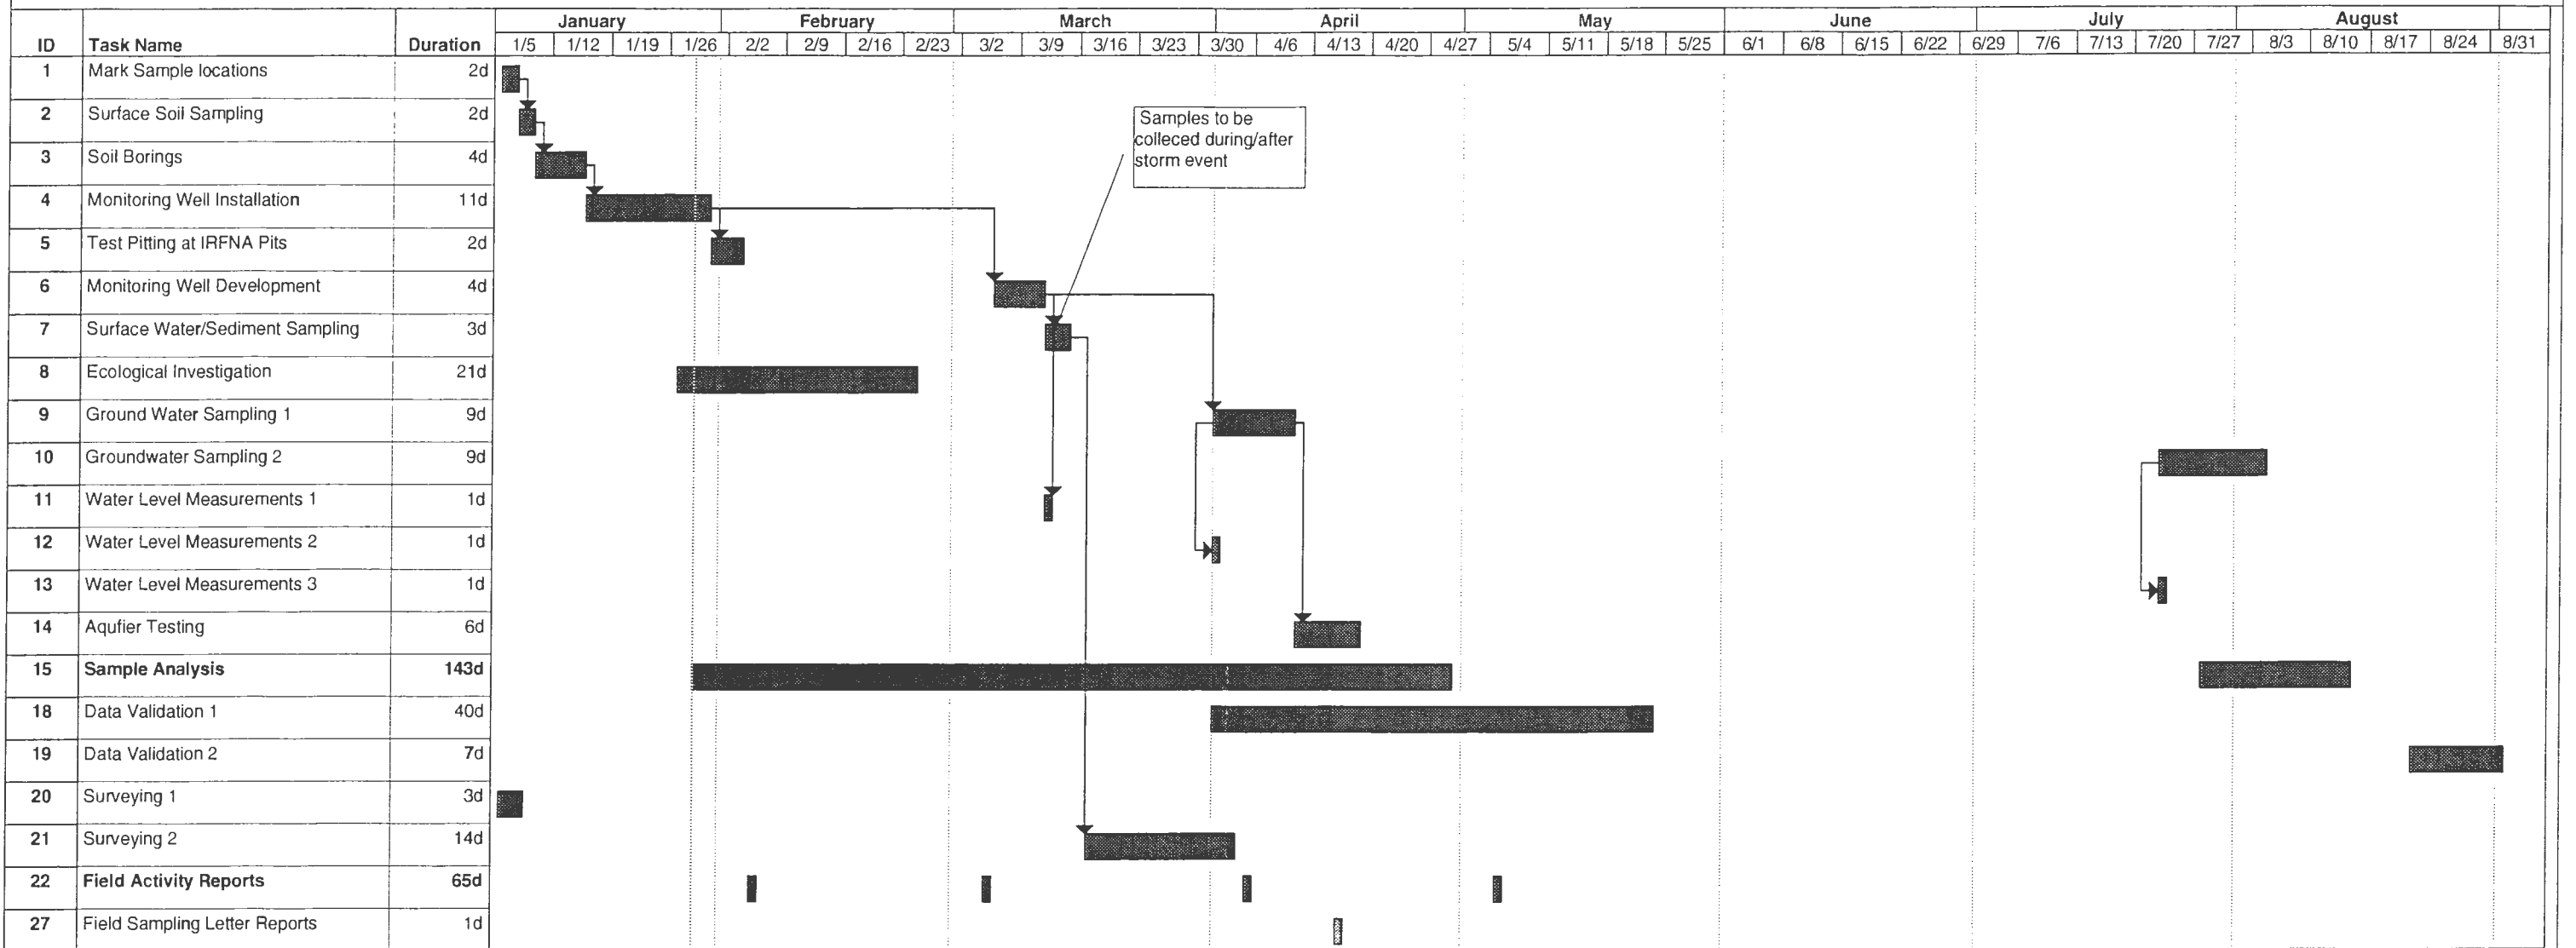 January February March April May June July August
ID Task Name Duration 1/5 1/12 1/19 1/26 2/2 2/9 2/16 2/23 3/2 3/9 3/16 3/23 3/30 4/6 4/13 4/20 4/27 5/4 5/11 5/18 5/25 6/1 6/8 6/15 6/22 6/29 7/6 7/13 7/20 7/27 8/3 8/10 8/17 8/24 8/31
1 Mark Sample locations 2d
2 Surface Soil Sampling 2d
Samples to be
colleced during/after
storm event
3 Soil Borings 4d
4 Monitoring Well Installation 11d
5 Test Pitting at IRFNA Pits 2d
6 Monitoring Well Development 4d
7 Surface Water/Sediment Sampling 3d
8 Ecological Investigation 21d
9 Ground Water Sampling 1 9d
10 Groundwater Sampling 2 9d
11 Water Level Measurements 1 1d
12 Water Level Measurements 2 1d
13 Water Level Measurements 3 1d
14 Aqufier Testing 6d
15 Sample Analysis 143d
18 Data Validation 1 40d
19 Data Validation 2 7d
20 Surveying 1 3d
21 Surveying 2 14d
22 Field Activity Reports 65d
27 Field Sampling Letter Reports 1d